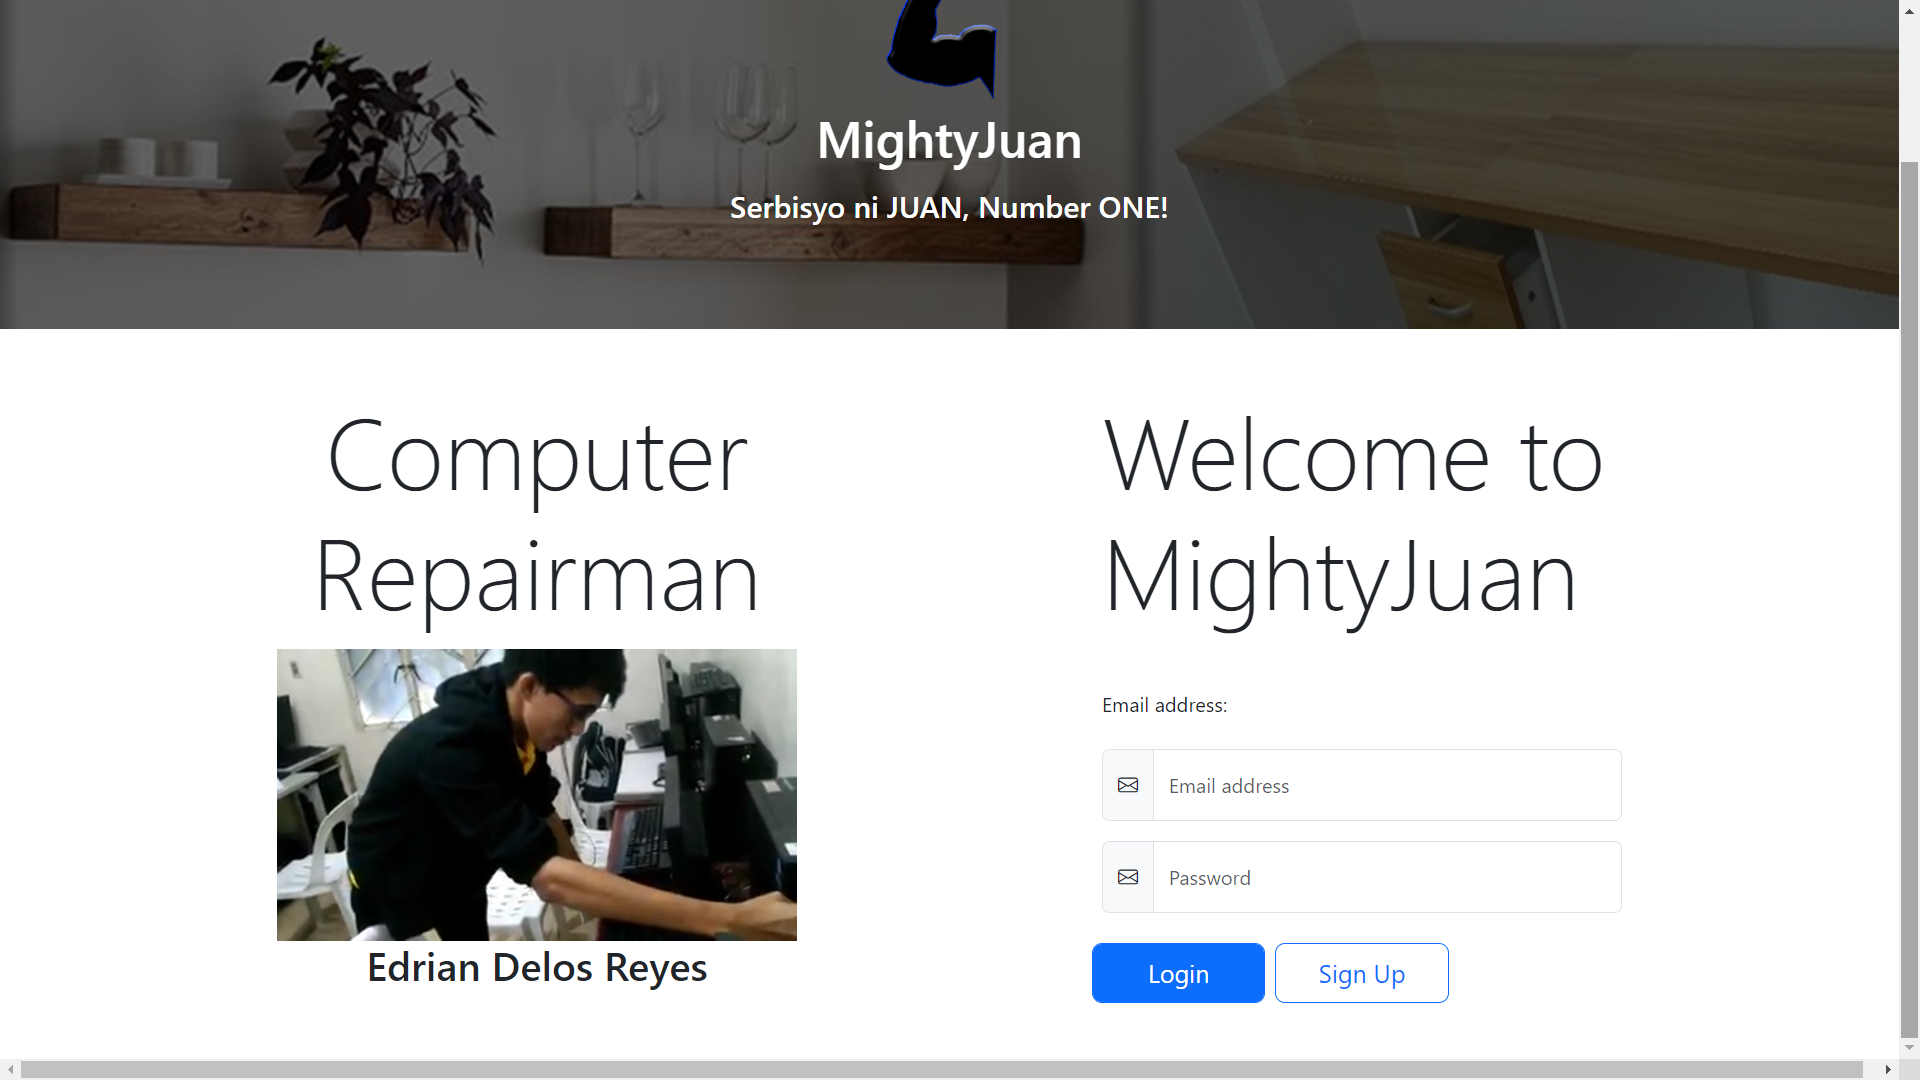 MightyJuan
Serbisyo ni JUAN, Number ONE!
Computer
Repairman
Edrian Delos Reyes
Welcome to
MightyJuan
Email address:
Email address
Password
Login
Sign Up